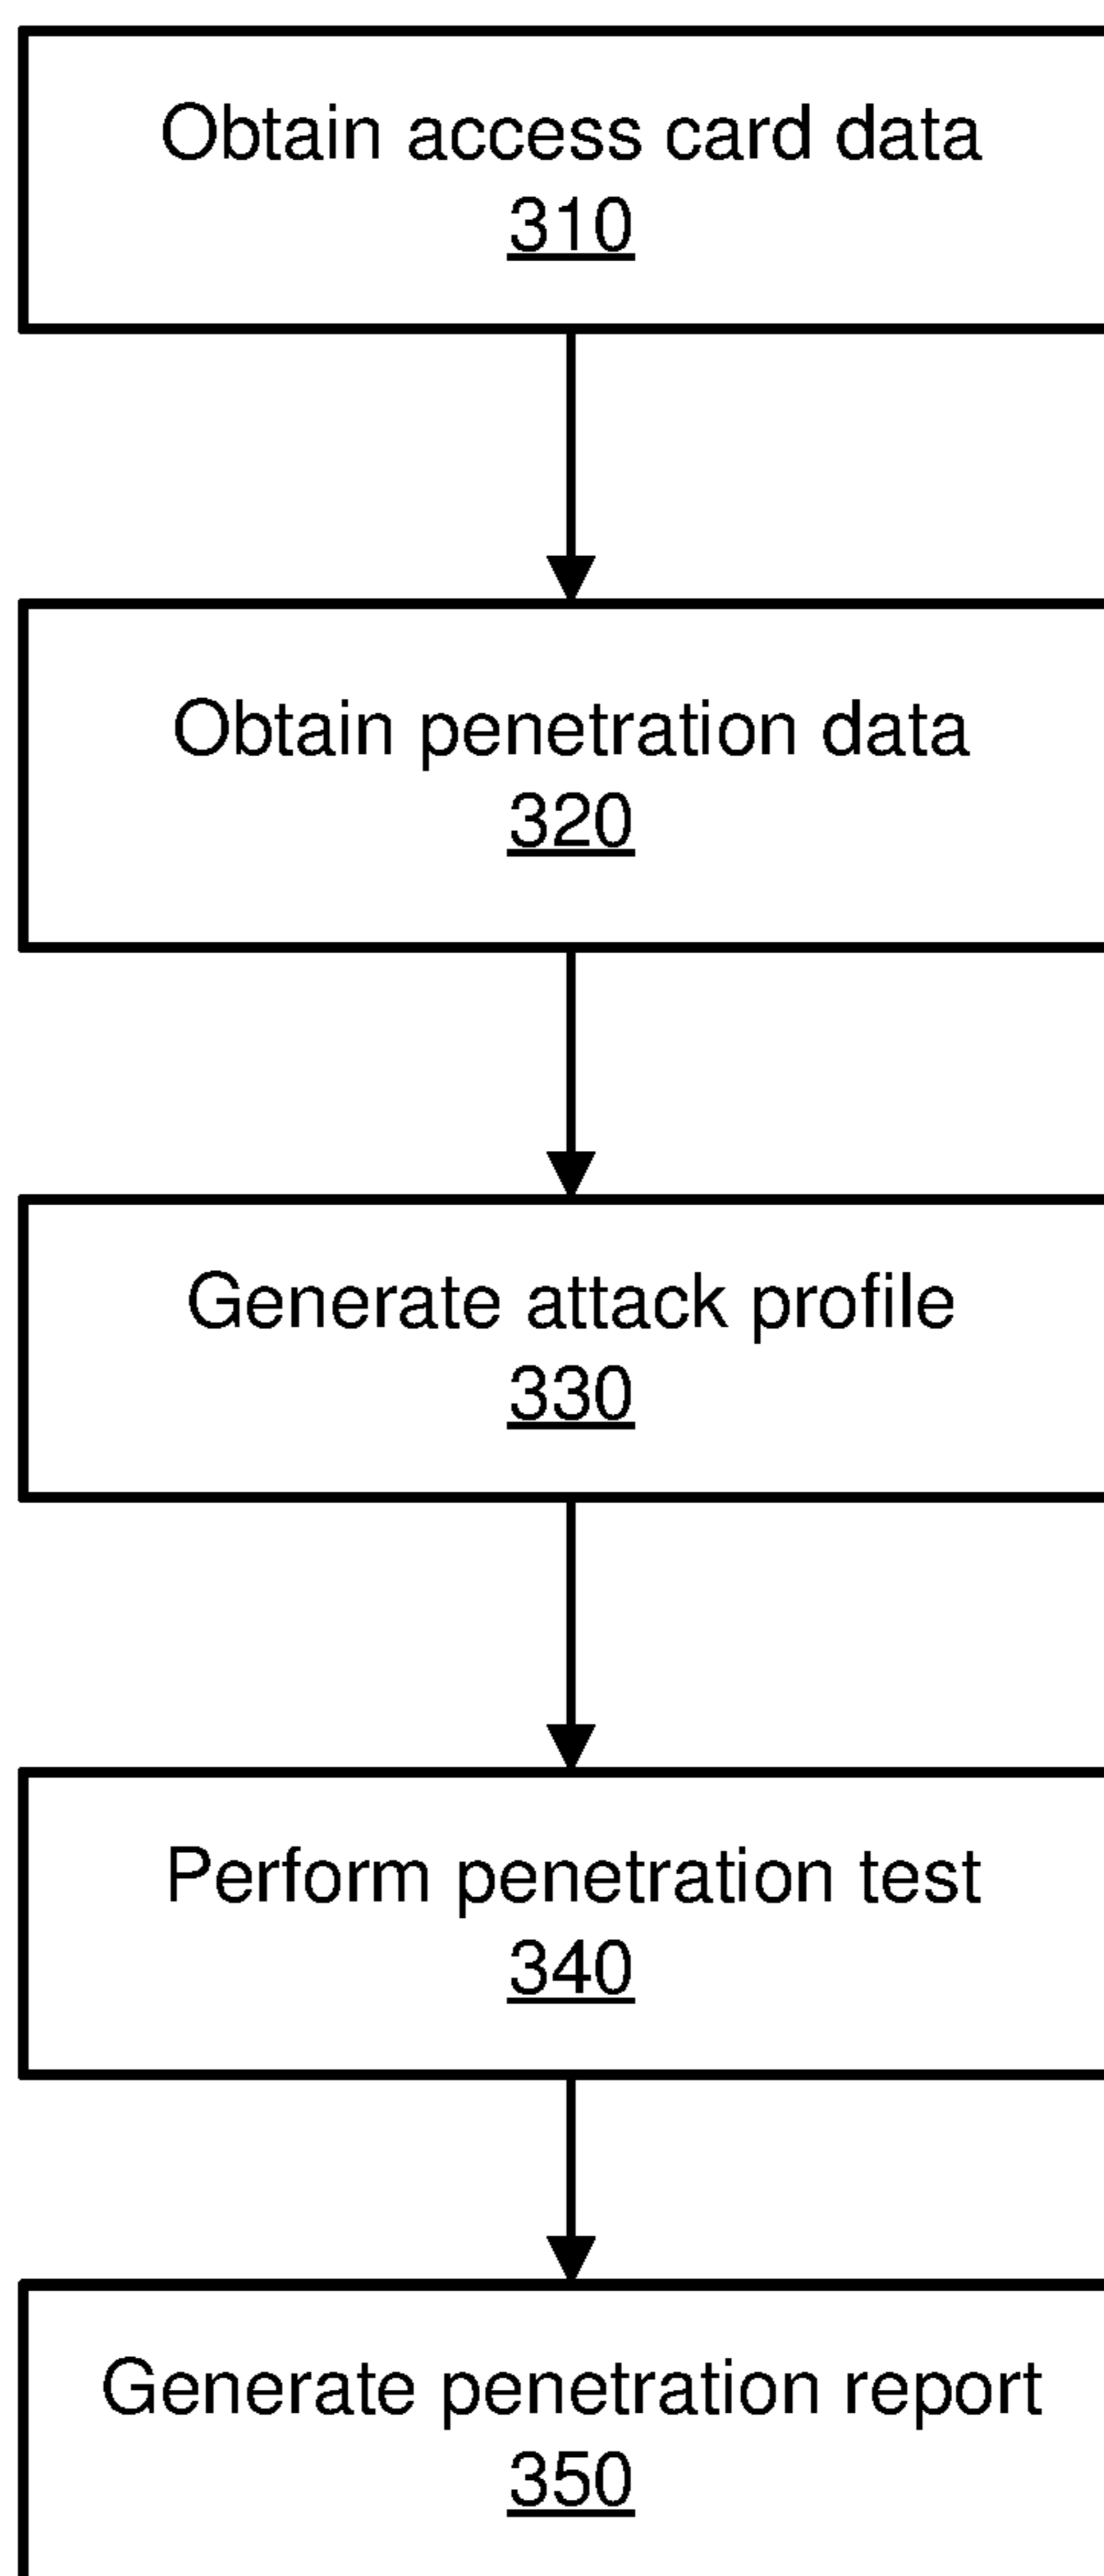 Obtain access card data
310
Obtain penetration data
320
Generate attack profile
330
Perform penetration test
340
Generate penetration report
350